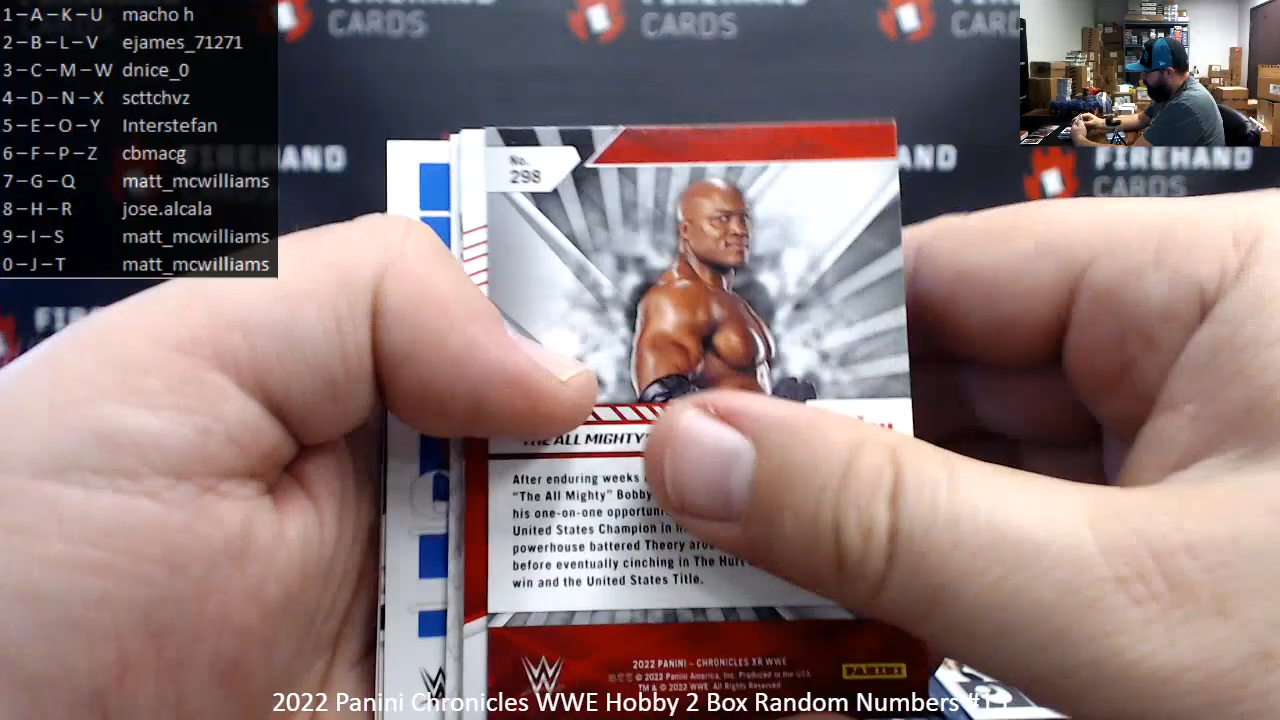 1-A-K-U macho h
2-B-L-V ejames_71271
3-C-M-W dnice_0
4-D-N-X scttchvz
5-E-O-Y Interstefan
6-F-P-Z cbmacg
7-G-Q matt_mcwilliams
8-H-R jose.alcala
9-I-S matt_mcwilliams
0-J-T matt_mcwilliams
CARDS
CARDS
CARDS
FIREHAND
CARDS
No.
298
THE ALL MIGHTY
After enduring weeks
"The All Mighty" Bobby
his one-on-one
United States Champion in
powerhouse battered Theory
before eventually cinching in The Hurt
win and the United States Title.
2022 PANINI - CHRONICLES XR WWE
© 2022 Panini America, Inc. Produced in the USA.
TM & © 2022 WWE. All Rights Reserved.
PANINI
2022 Panini Chronicles WWE Hobby 2 Box Random Numbers